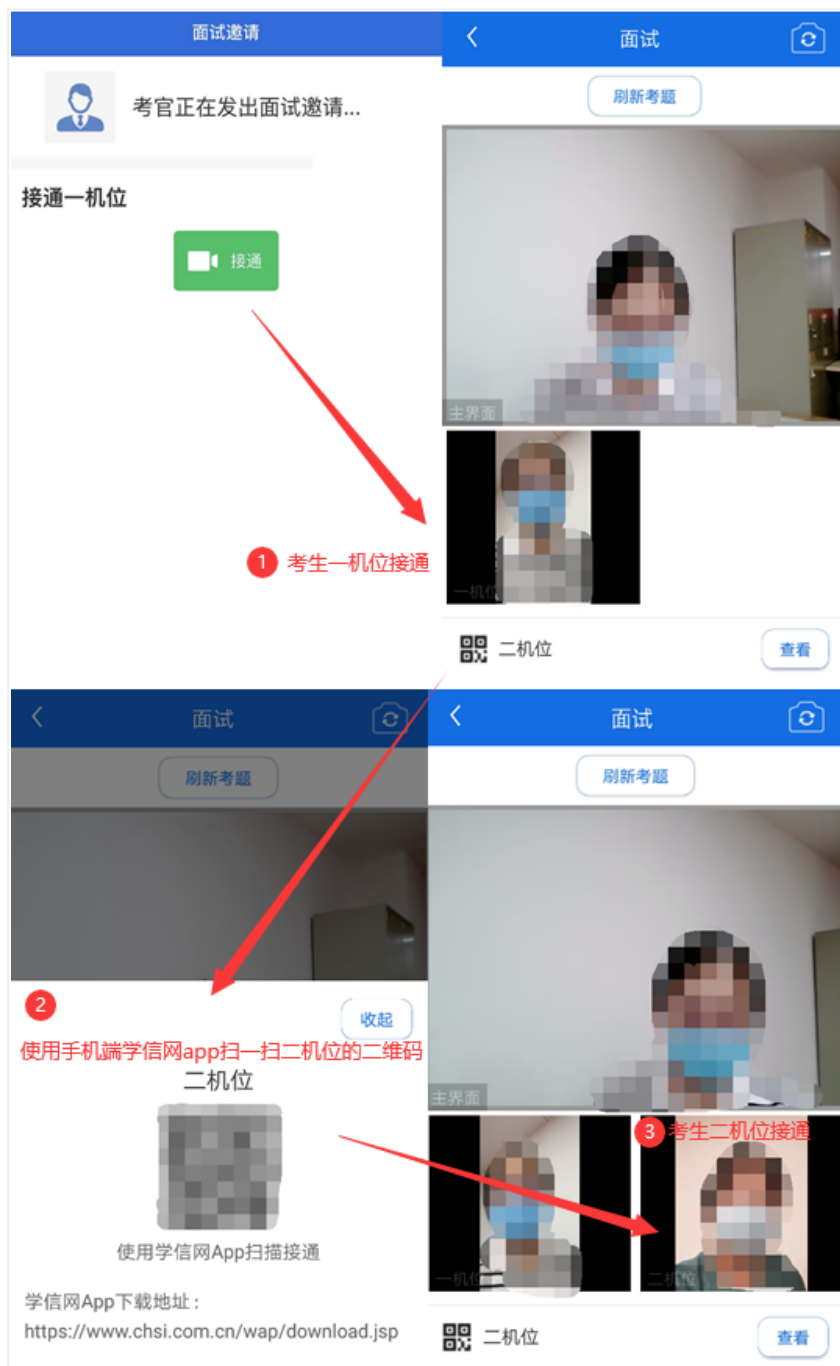 面试邀请
考官正在发出面试邀请...
接通一机位
接通
1 考生一机位接通
面试
刷新考题
主界面
一机位
二机位
查看
面试
刷新考题
2
收起
使用手机端学信网app扫一扫二机位的二维码
二机位
使用学信网App扫描接通
学信网App下载地址：
https://www.chsi.com.cn/wap/download.jsp
面试
刷新考题
主界面
3 考生二机位接通
一机位
二机位
二机位
查看